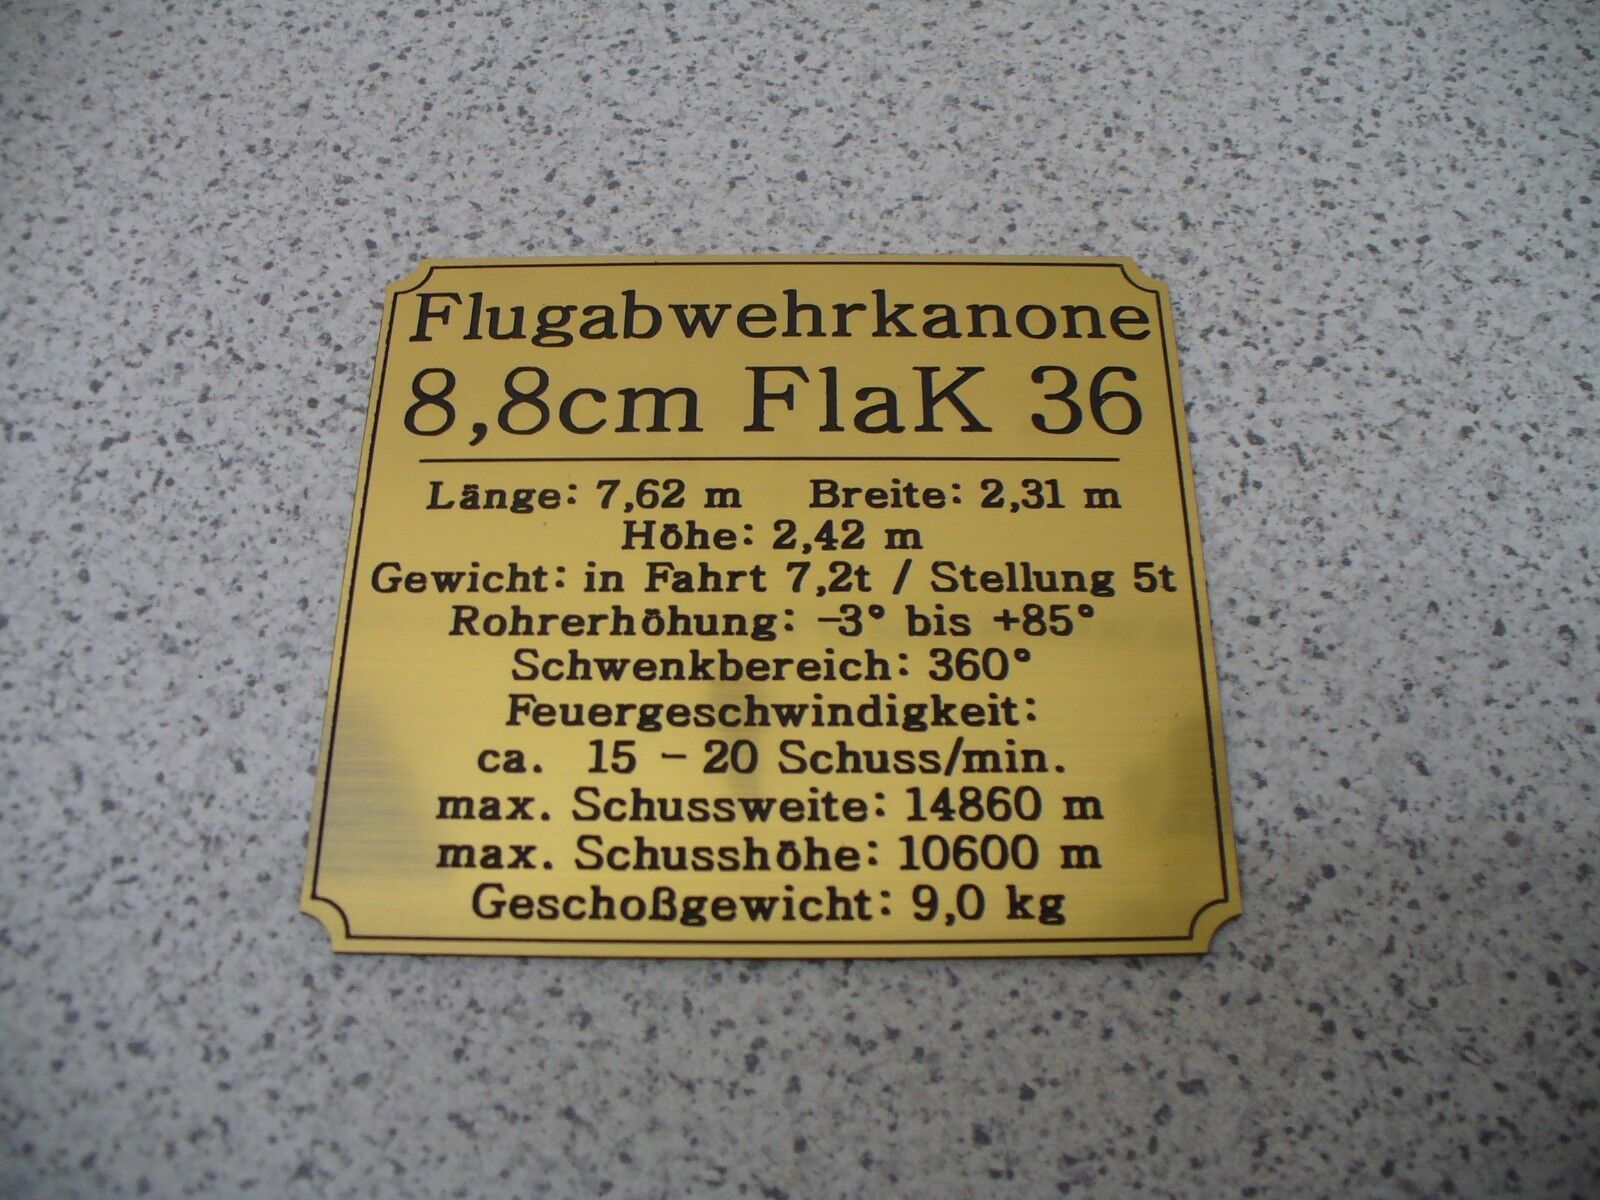 Flugabwehrkanone
8,8cm FlaK 36
Länge: 7,62 m Breite: 2,31 m
Höhe: 2,42 m
Gewicht: in Fahrt 7,2t / Stellung 5t
Rohrerhöhung: -3° bis +85°
Schwenkbereich: 360°
Feuergeschwindigkeit:
ca. 15 - 20 Schuss/min.
max. Schussweite: 14860 m
max. Schusshöhe: 10600 m
Geschoßgewicht: 9,0 kg